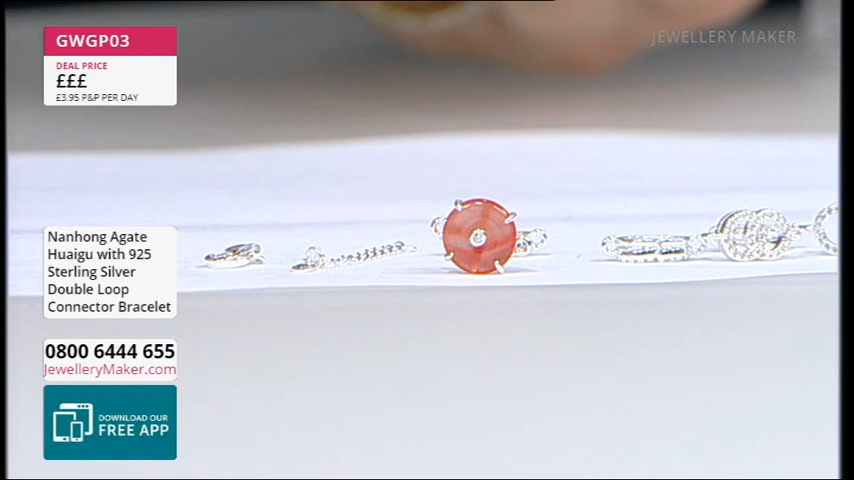 GWGP03
DEAL PRICE
£££
£3.95 P&P PER DAY
JEWELLERY MAKER
Nanhong Agate
Huaigu with 925
Sterling Silver
Double Loop
Connector Bracelet
0800 6444 655
JewelleryMaker.com
DOWNLOAD OUR
FREE APP